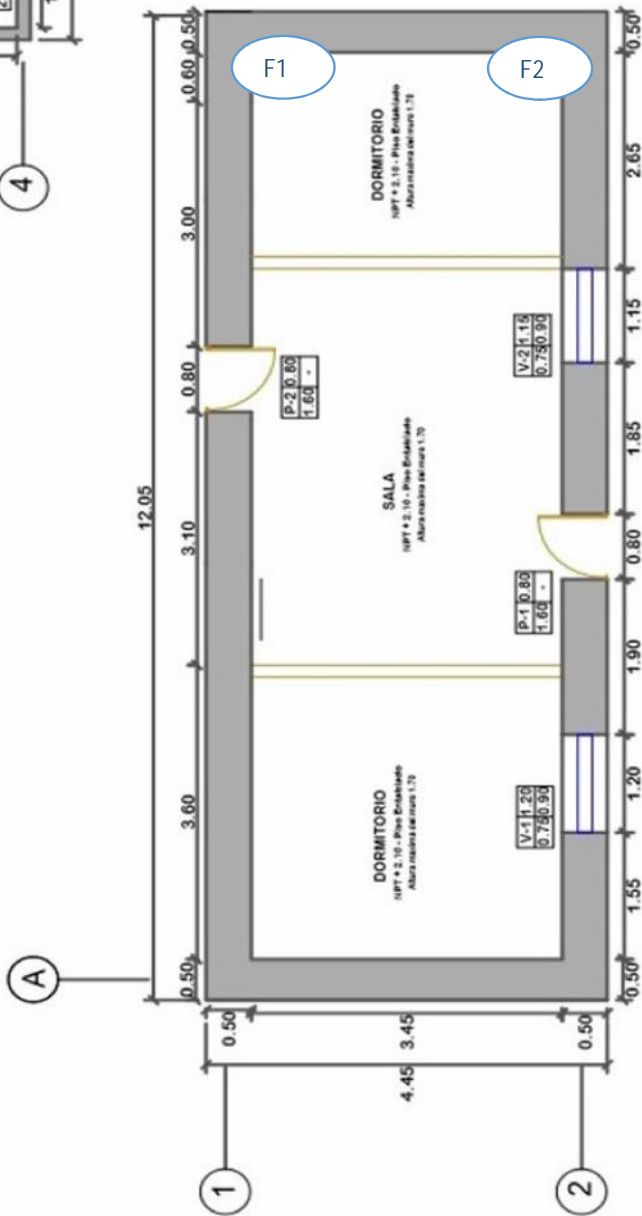 4
A
12.05
0.50
3.60
3.10
0.80
3.00
0.60
0.50
F1
F2
DORMITORIO
NPT + 2.10 - Piso Entablado
Altura maxima del muro 1.70
SALA
NPT + 2.10 - Piso Entablado
Altura maxima del muro 1.70
DORMITORIO
NPT + 2.10 - Piso Entablado
Altura maxima del muro 1.70
P-2 0.80
1.60 -
V-1 1.20
0.75 0.90
P-1 0.80
1.60 -
V-2 1.15
0.75 0.90
0.50
1.55
1.20
1.90
0.80
1.85
1.15
2.65
0.50
0.50
3.45
0.50
4.45
1
2